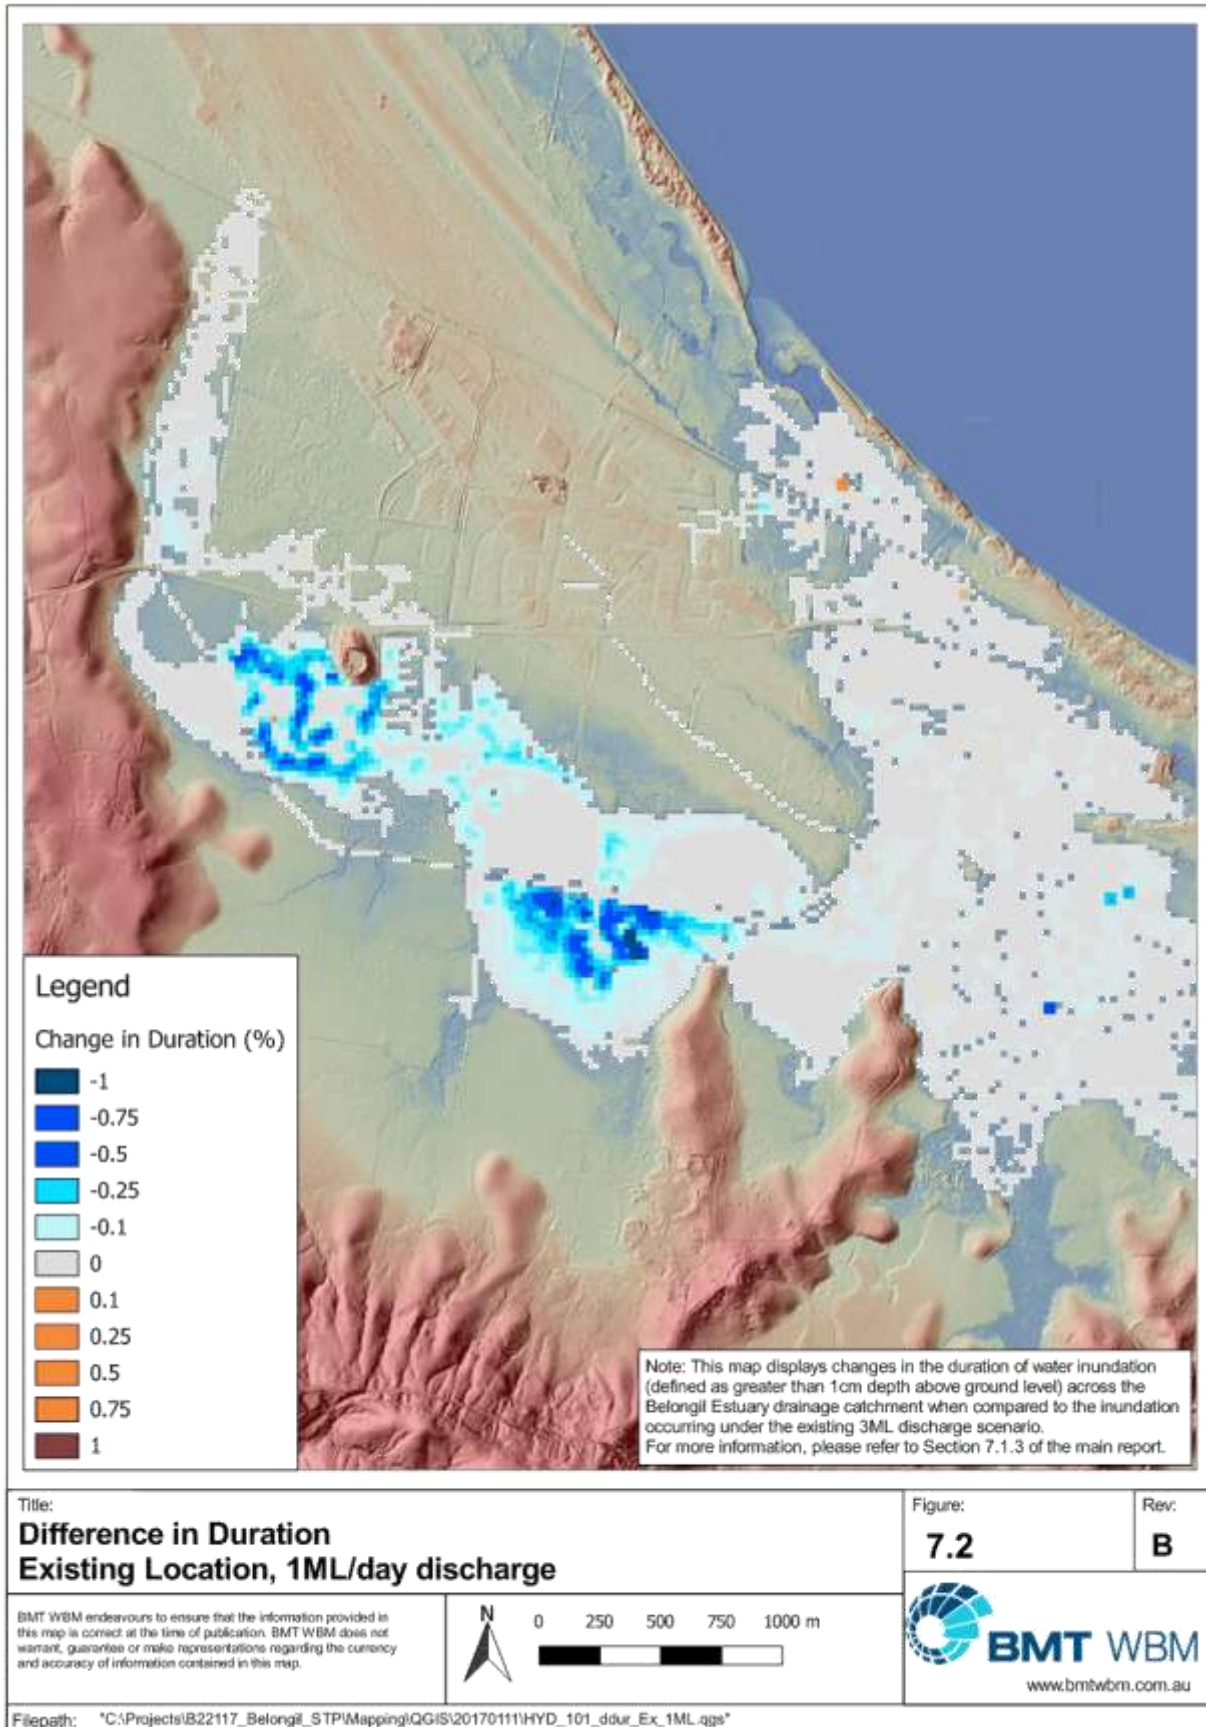 Legend
Change in Duration (%)
-1
-0.75
-0.5
-0.25
-0.1
0
0.1
0.25
0.5
0.75
1
Note: This map displays changes in the duration of water inundation
(defined as greater than 1cm depth above ground level) across the
Belongil Estuary drainage catchment when compared to the inundation
occurring under the existing 3ML discharge scenario.
For more information, please refer to Section 7.1.3 of the main report.
Title:
Difference in Duration
Existing Location, 1ML/day discharge
Figure:
7.2
Rev:
B
BMT WBM endeavours to ensure that the information provided in
this map is correct at the time of publication. BMT WBM does not
warrant, guarantee or make representations regarding the currency
and accuracy of information contained in this map.
N
0 250 500 750 1000 m
BMT WBM
www.bmtwbm.com.au
Filepath: "C:\Projects\B22117_Belongil_STP\Mapping\QGIS\20170111\HYD_101_ddur_Ex_1ML.qgs"